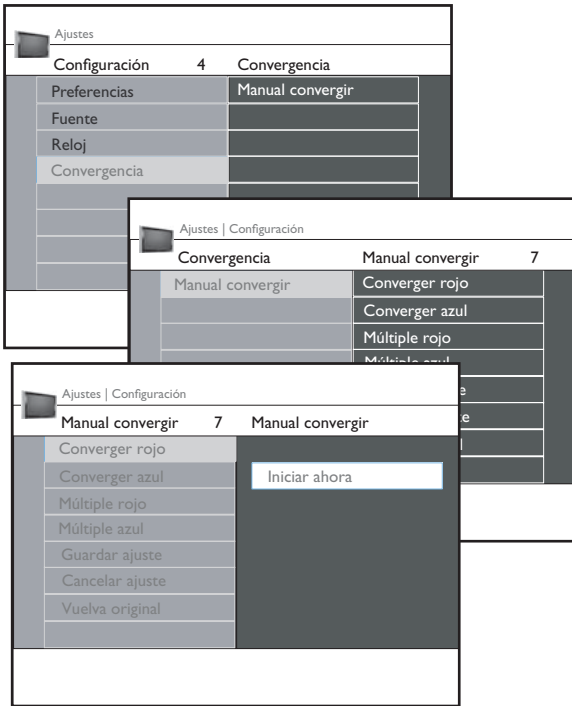 Ajustes
Configuración 4 Convergencia
Preferencias Manual convergir
Fuente
Reloj
Convergencia
Ajustes | Configuración
Convergencia Manual convergir 7
Manual convergir Converger rojo
Converger azul
Múltiple rojo
Múltiple azul
Ajustes | Configuración
Manual convergir 7 Manual convergir
Converger rojo
Converger azul Iniciar ahora
Múltiple rojo
Múltiple azul
Guardar ajuste
Cancelar ajuste
Vuelva original